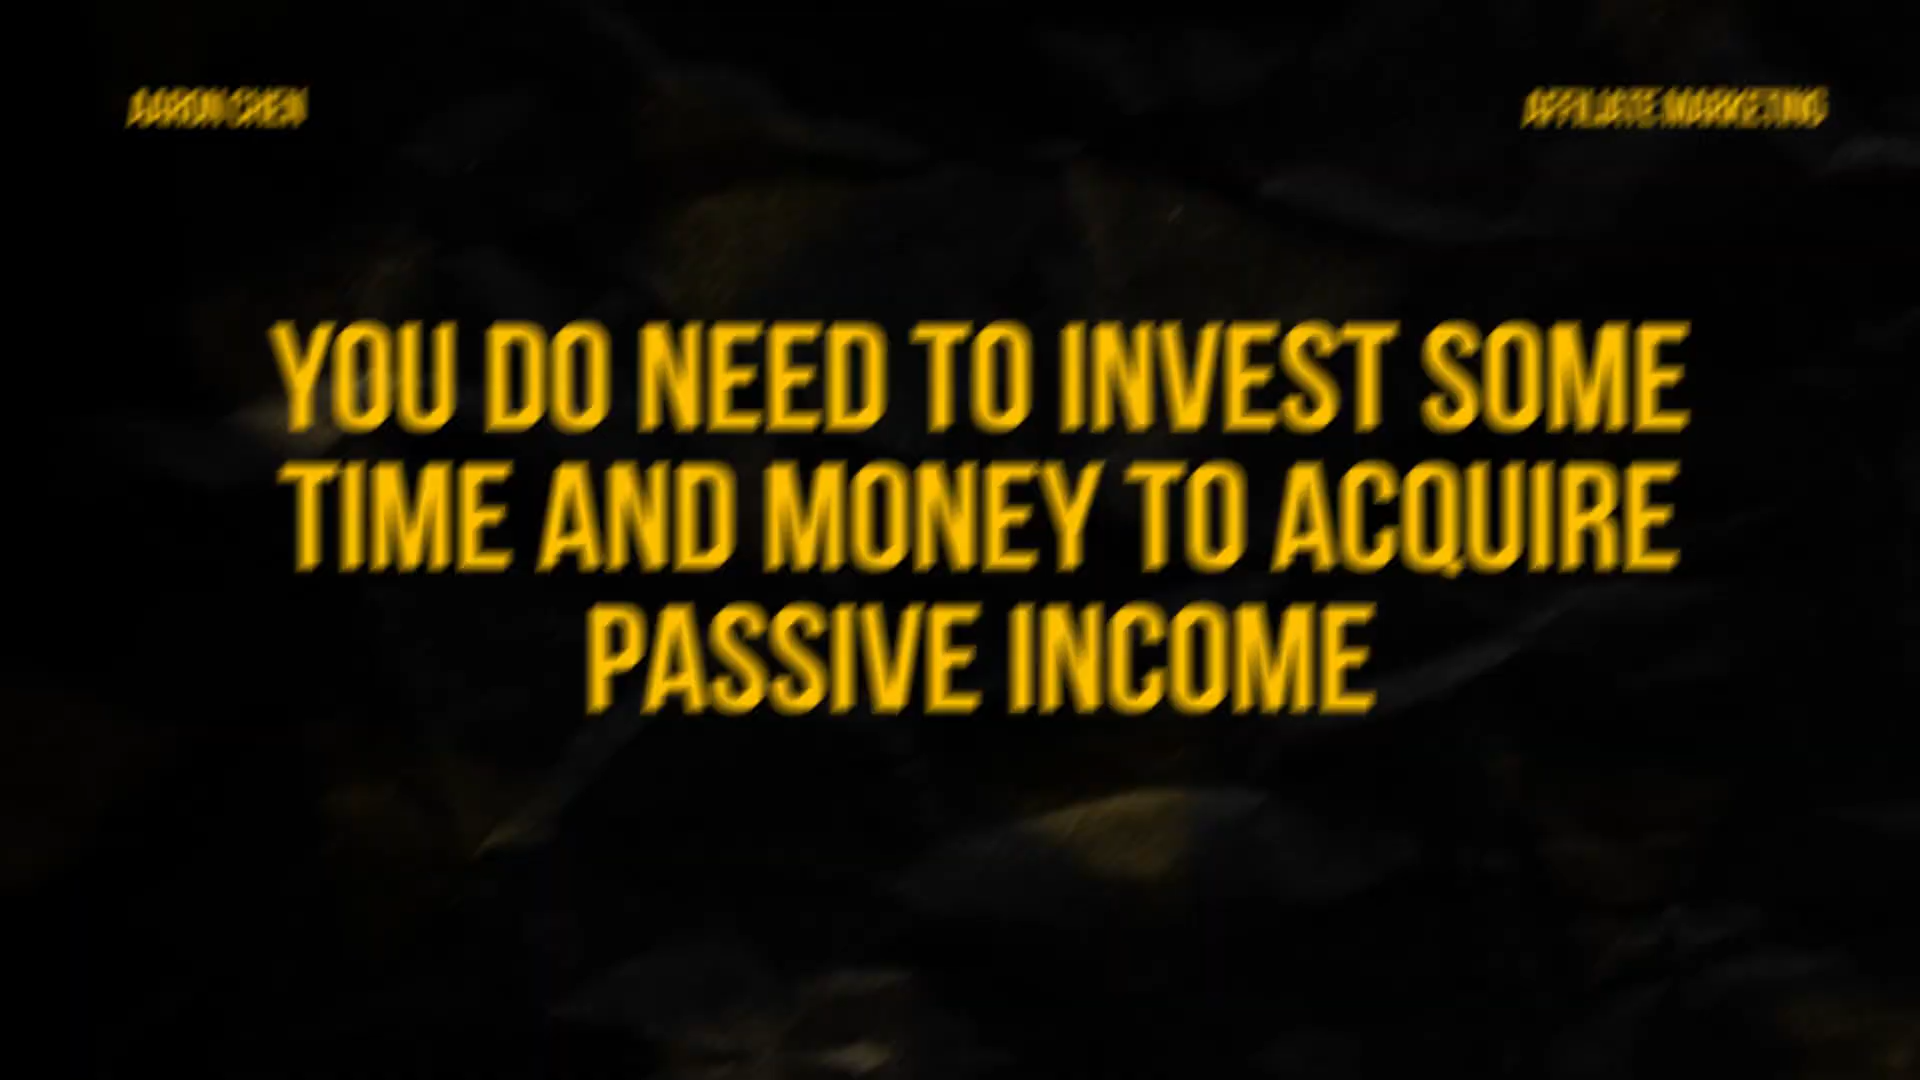 AARON CHEN
AFFILIATE MARKETING
YOU DO NEED TO INVEST SOME
TIME AND MONEY TO ACQUIRE
PASSIVE INCOME